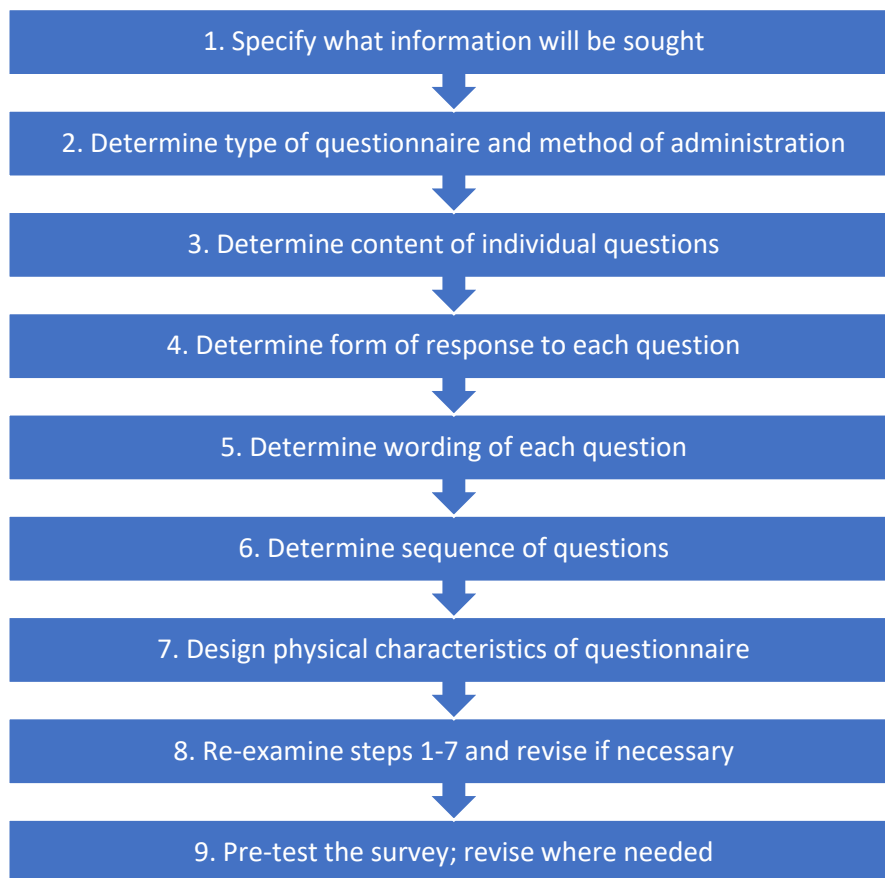 1. Specify what information will be sought
2. Determine type of questionnaire and method of administration
3. Determine content of individual questions
4. Determine form of response to each question
5. Determine wording of each question
6. Determine sequence of questions
7. Design physical characteristics of questionnaire
8. Re-examine steps 1-7 and revise if necessary
9. Pre-test the survey; revise where needed